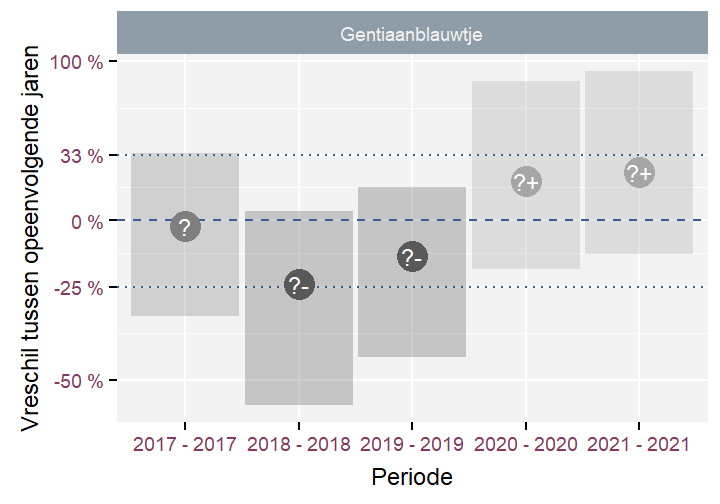 Gentiaanblauwtje
Vreschil tussen opeenvolgende jaren
100 %
33 %
0 %
-25 %
-50 %
?
?-
?-
?+
?+
2017 - 2017
2018 - 2018
2019 - 2019
2020 - 2020
2021 - 2021
Periode